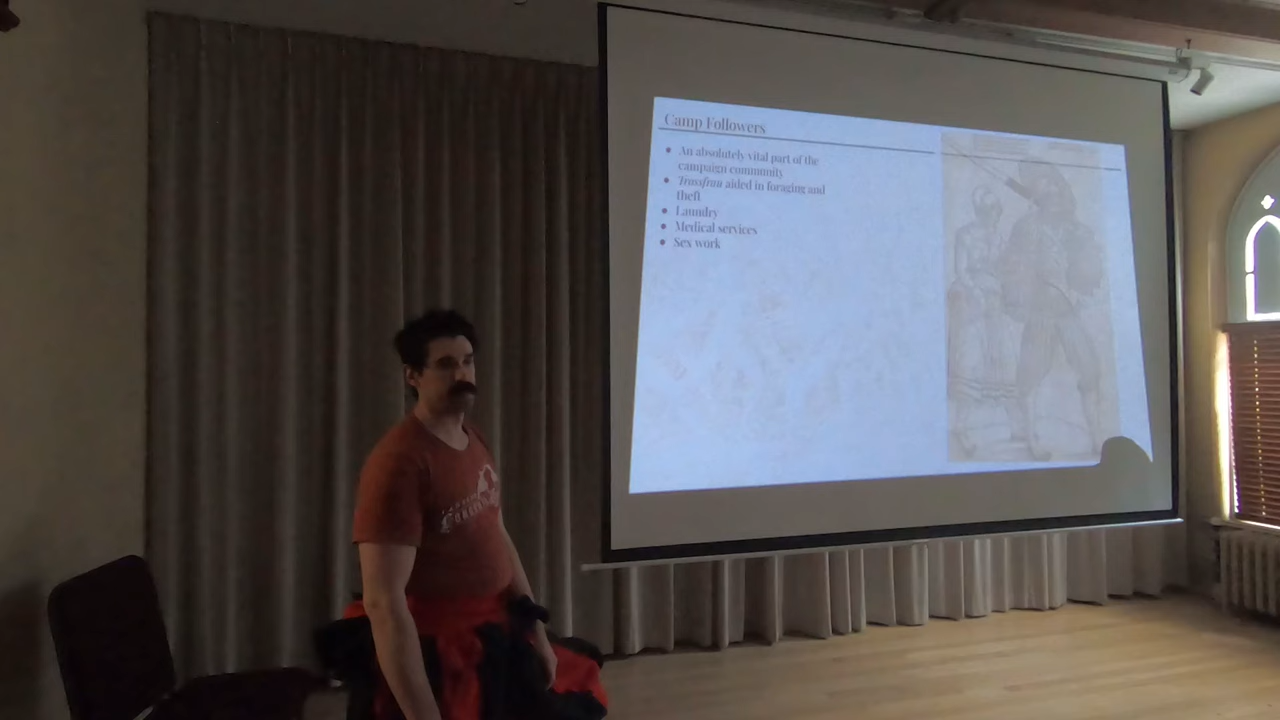 Camp Followers
An absolutely vital part of the
campaign community
Trossfrau aided in foraging and
theft
Laundry
Medical services
Sex work